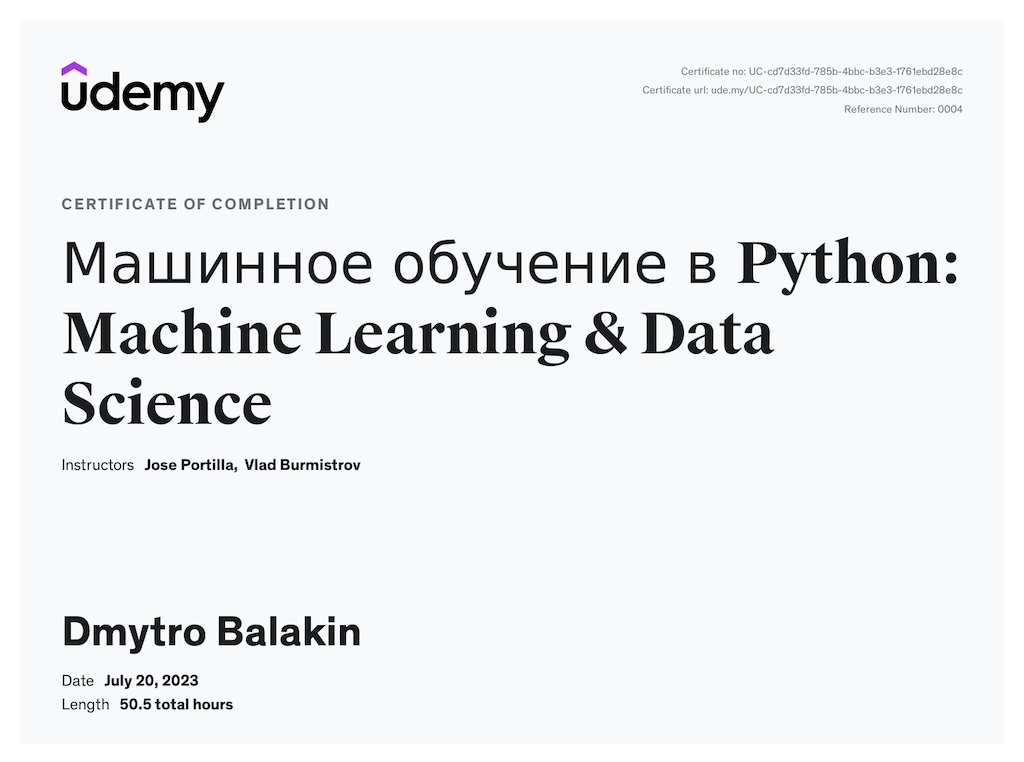 udemy
Certificate no: UC-cd7d33fd-785b-4bbc-b3e3-1761ebd28e8c
Certificate url: ude.my/UC-cd7d33fd-785b-4bbc-b3e3-1761ebd28e8c
Reference Number: 0004
CERTIFICATE OF COMPLETION
Машинное обучение в Python:
Machine Learning & Data
Science
Instructors Jose Portilla, Vlad Burmistrov
Dmytro Balakin
Date July 20, 2023
Length 50.5 total hours